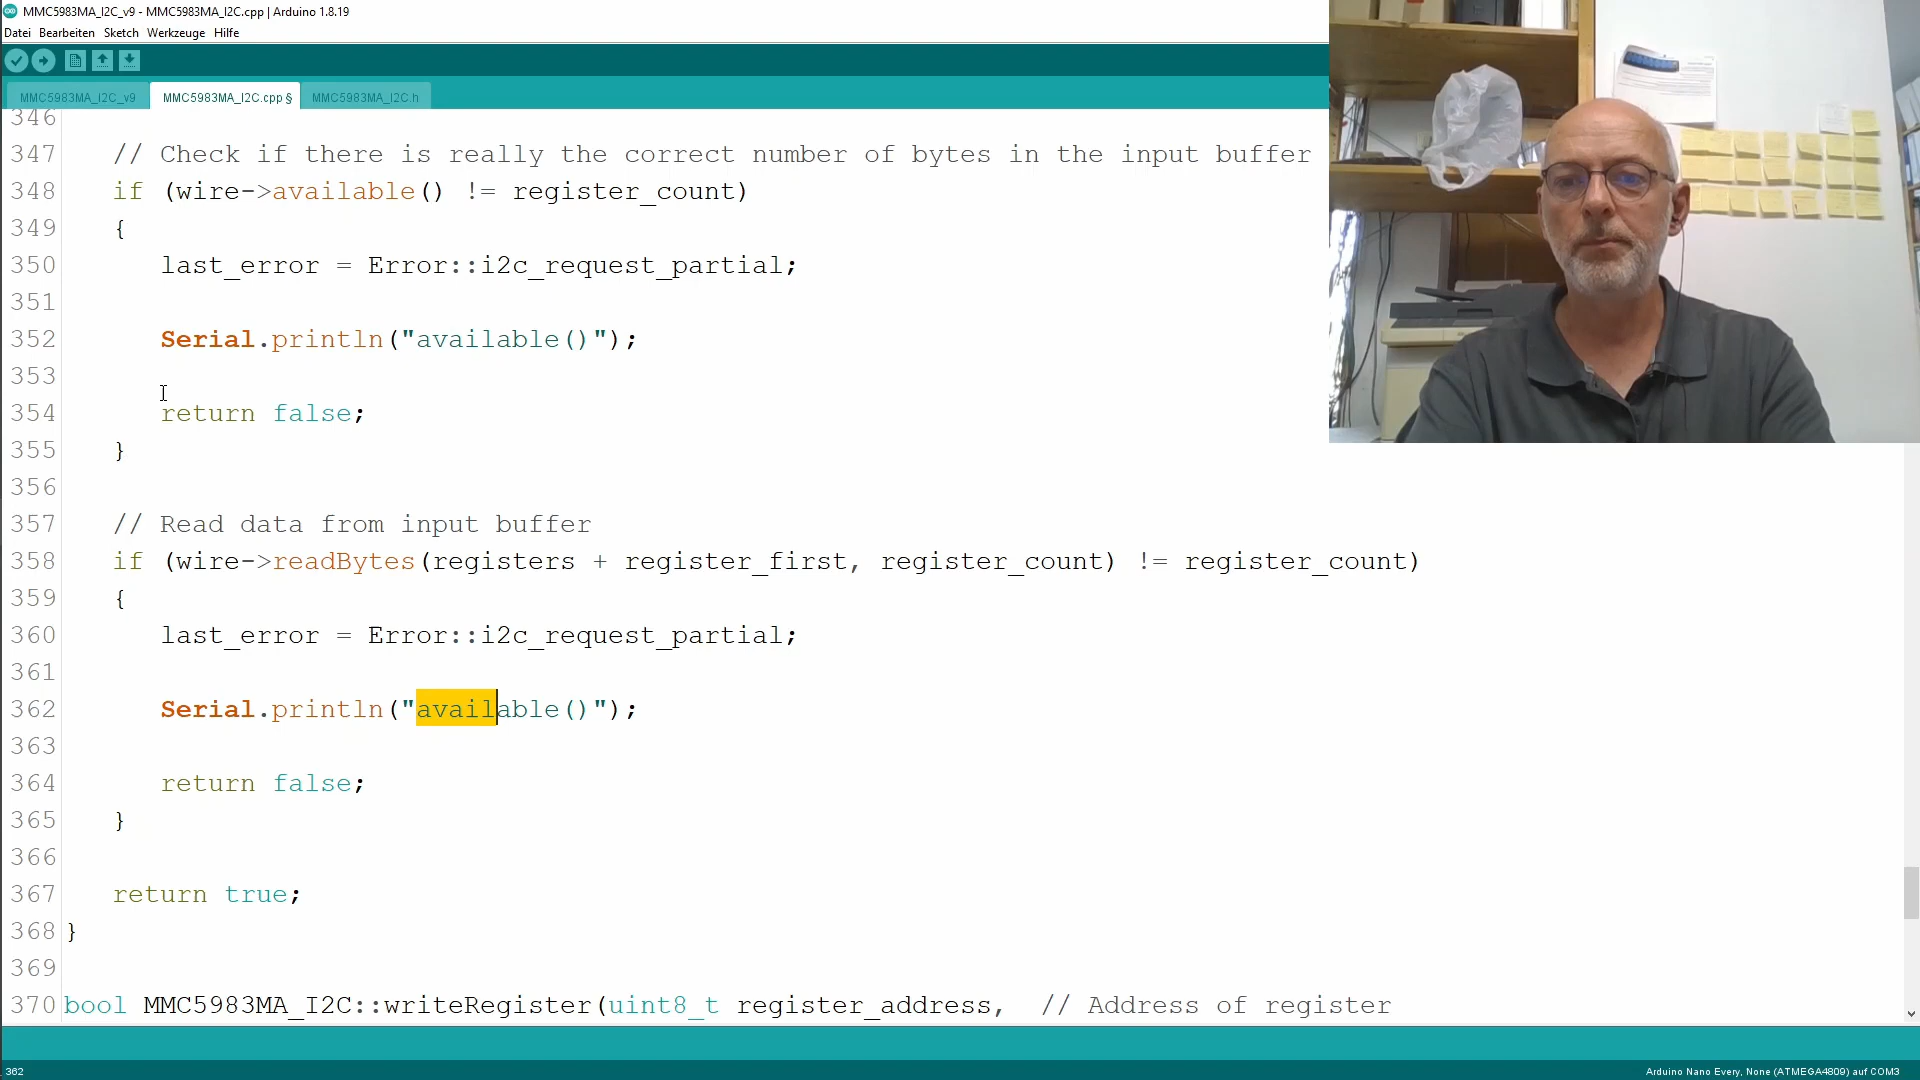 MMC5983MA_I2C_v9 - MMC5983MA_I2C.cpp | Arduino 1.8.19
Datei Bearbeiten Sketch Werkzeuge Hilfe
MMC5983MA_I2C_v9 MMC5983MA_I2C.cpp § MMC5983MA_I2C.h
346
347 // Check if there is really the correct number of bytes in the input buffer
348 if (wire->available() != register_count)
349 {
350 last_error = Error::i2c_request_partial;
351
352 Serial.println("available()");
353
354 return false;
355 }
356
357 // Read data from input buffer
358 if (wire->readBytes(registers + register_first, register_count) != register_count)
359 {
360 last_error = Error::i2c_request_partial;
361
362 Serial.println("available()");
363
364 return false;
365 }
366
367 return true;
368 }
369
370 bool MMC5983MA_I2C::writeRegister(uint8_t register_address, // Address of register
362 Arduino Nano Every, None (ATMEGA4809) auf COM3